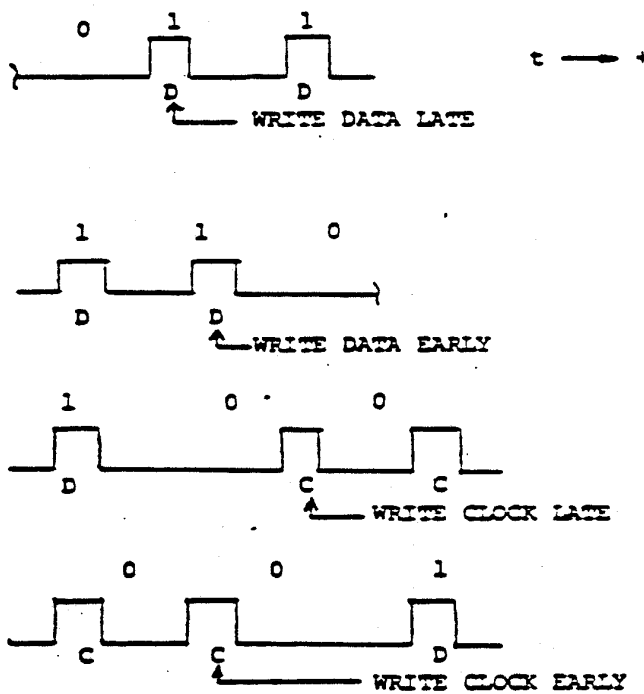 0 1 1
t +
D D
WRITE DATA LATE
1 1 0
D D
WRITE DATA EARLY
1 0 0
D C C
WRITE CLOCK LATE
0 0 1
C C D
WRITE CLOCK EARLY